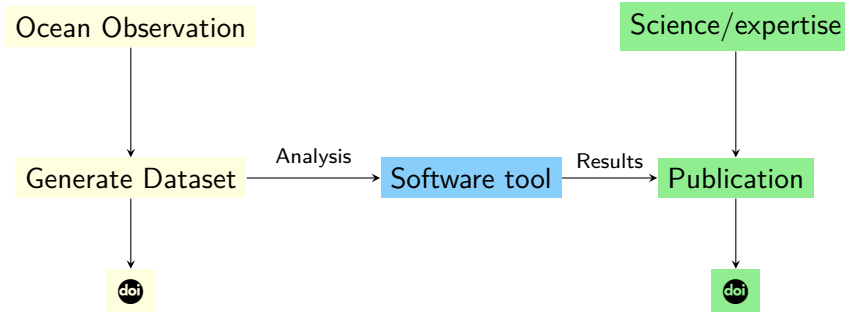 Ocean Observation
Science/expertise
Generate Dataset
Analysis
Software tool
Results
Publication
doi
doi